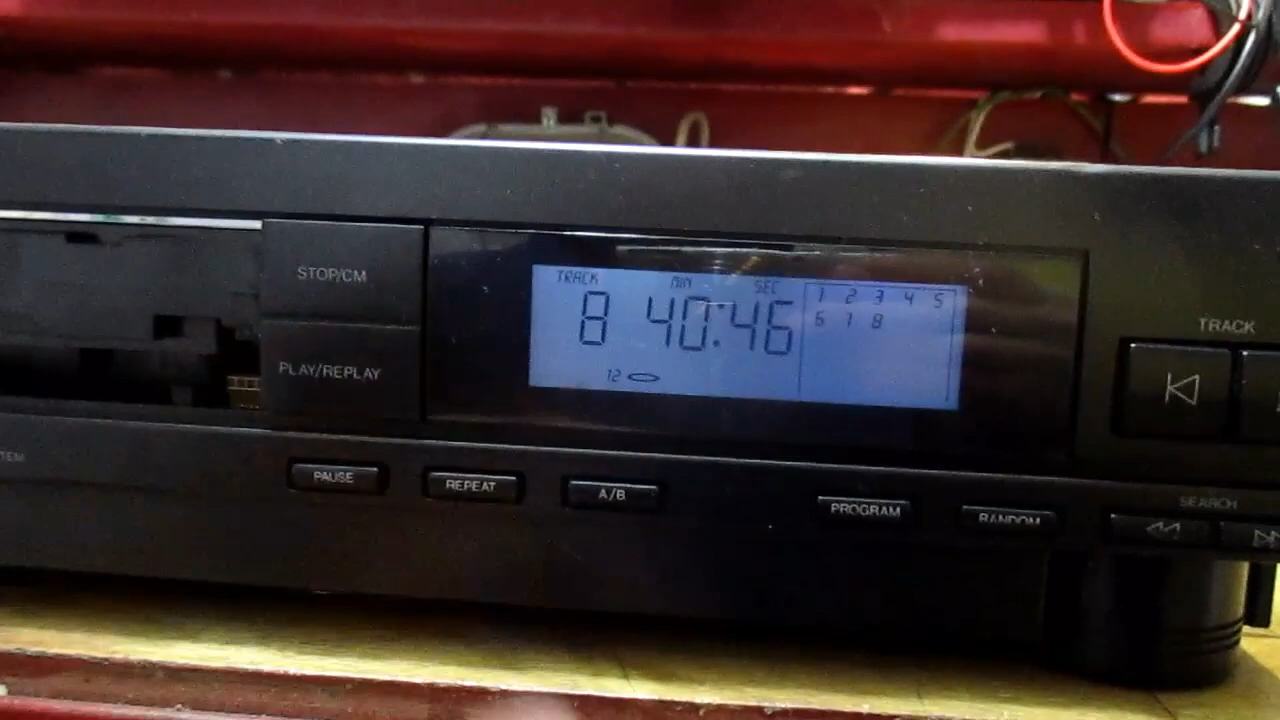 STOP/CM
PLAY/REPLAY
TRACK MIN SEC
8 40:46
12
1 2 3 4 5
6 7 8
TRACK
PAUSE
REPEAT
A/B
PROGRAM
RANDOM
SEARCH